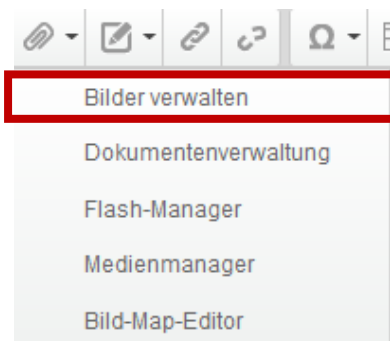 Ω
Bilder verwalten
Dokumentenverwaltung
Flash-Manager
Medienmanager
Bild-Map-Editor